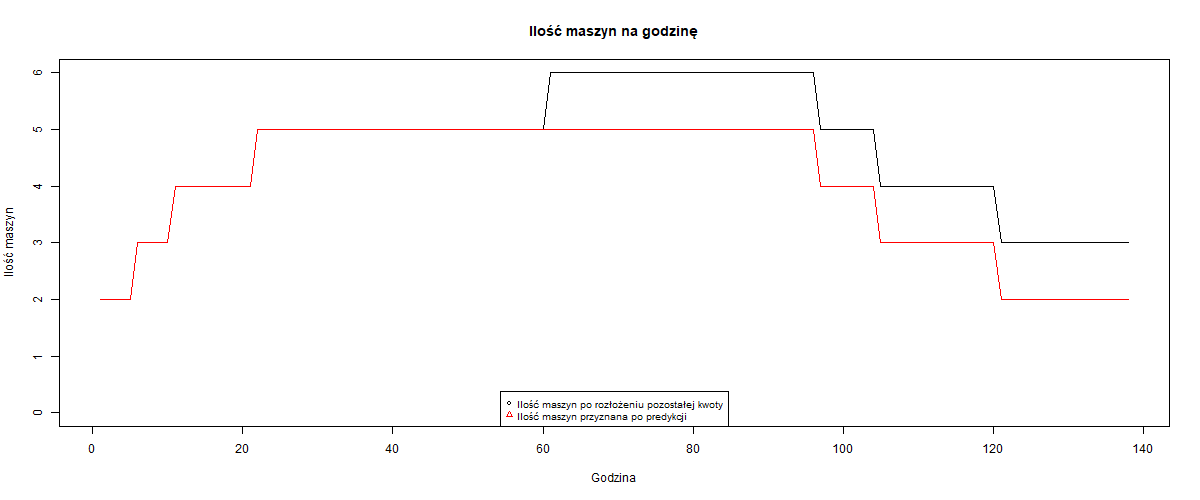 Ilość maszyn na godzinę
6
5
4
3
2
1
0
Ilość maszyn
Ilość maszyn po rozłożeniu pozostałej kwoty
Ilość maszyn przyznana po predykcji
0 20 40 60 80 100 120 140
Godzina